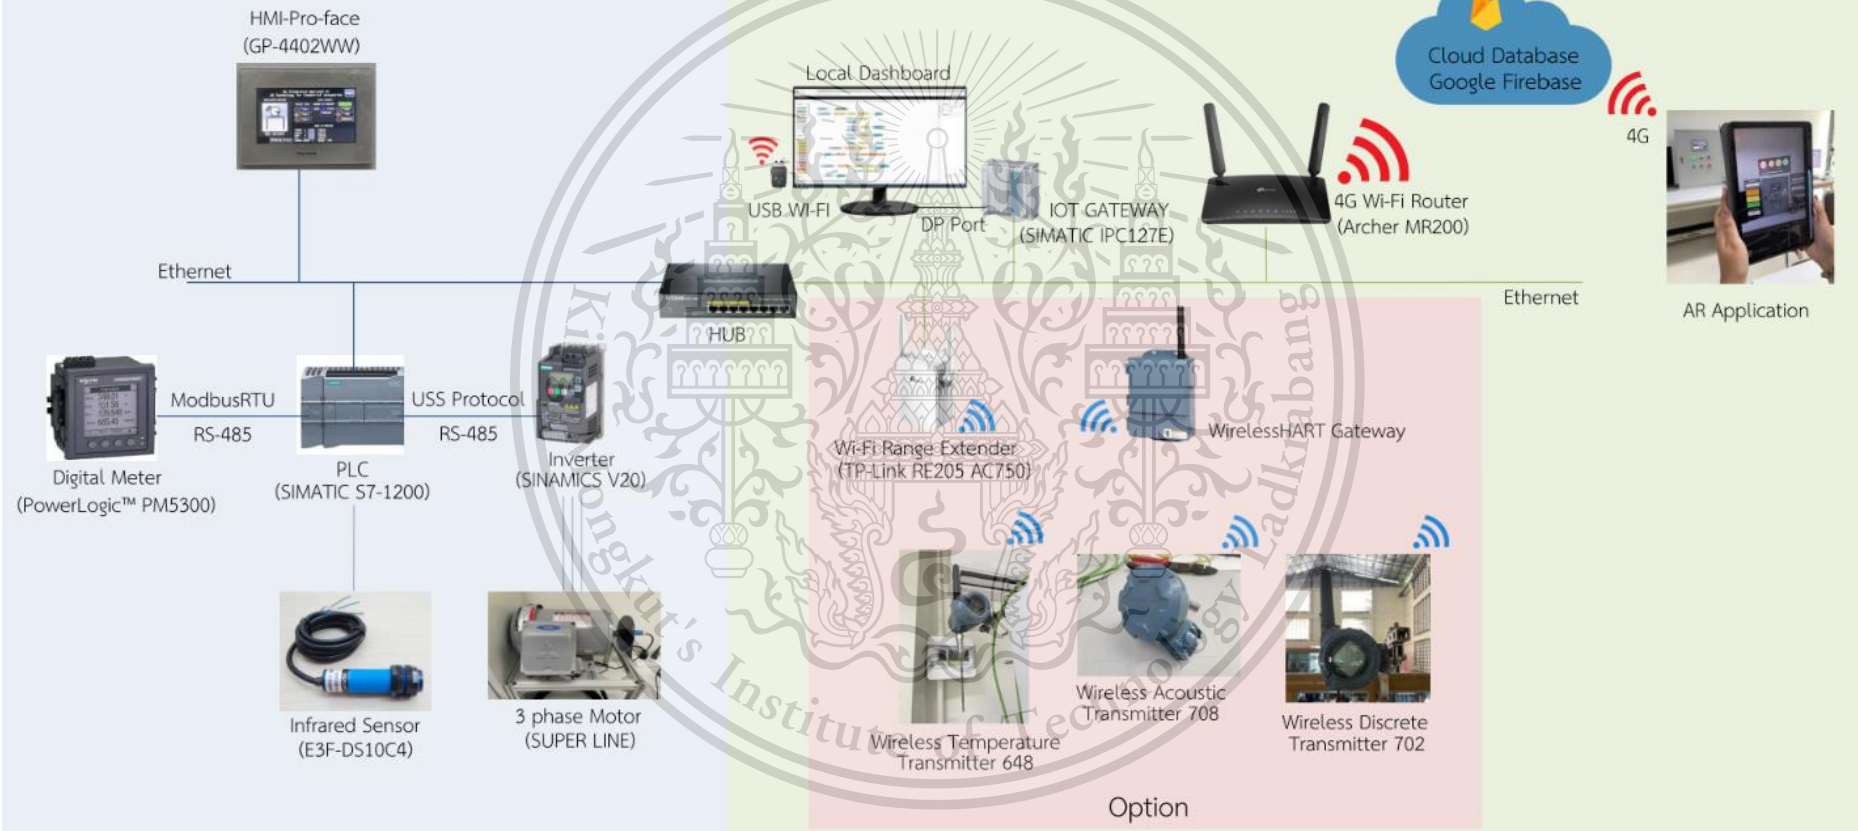 HMI-Pro-face
(GP-4402WW)
Local Dashboard
USB WI-FI
DP Port
IOT GATEWAY
(SIMATIC IPC127E)
4G Wi-Fi Router
(Archer MR200)
Cloud Database
Google Firebase
4G
AR Application
Ethernet
HUB
Ethernet
ModbusRTU
RS-485
USS Protocol
RS-485
Digital Meter
(PowerLogic™ PM5300)
PLC
(SIMATIC S7-1200)
Inverter
(SINAMICS V20)
Infrared Sensor
(E3F-DS10C4)
3 phase Motor
(SUPER LINE)
Wi-Fi Range Extender
(TP-Link RE205 AC750)
WirelessHART Gateway
Wireless Temperature
Transmitter 648
Wireless Acoustic
Transmitter 708
Wireless Discrete
Transmitter 702
Option
King Mongkut's Institute of Technology Ladkrabang